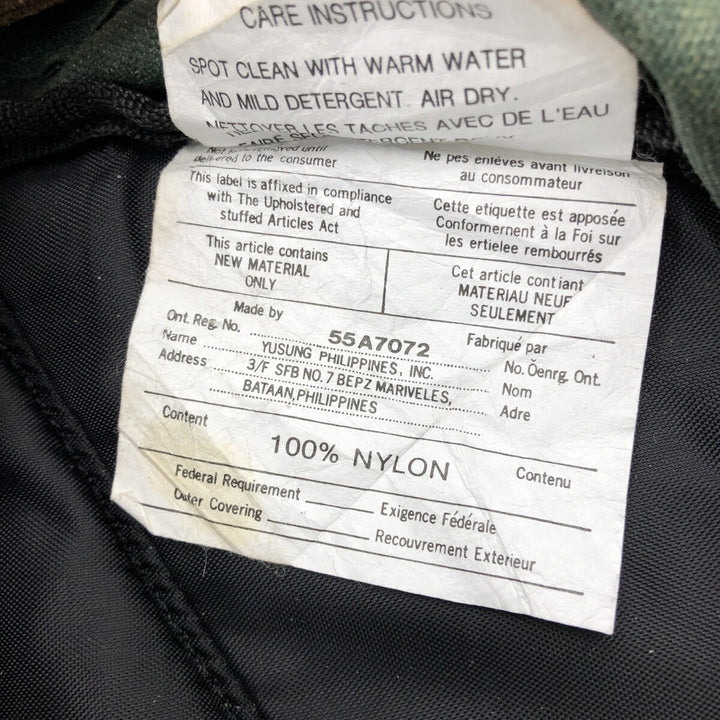 CARE INSTRUCTIONS
SPOT CLEAN WITH WARM WATER
AND MILD DETERGENT. AIR DRY.
NETTOYER LES TACHES AVEC DE L'EAU
Not removed until
delivered to the consumer
Ne pes enléves avant livreison
au consommateur
This label is affixed in compliance
with The Upholstered and
stuffed Articles Act
Cette etiquette est apposée
Conformement à la Foi sur
les ertielee rembourrés
This article contains
NEW MATERIAL
ONLY
Cet article contiant
MATERIAU NEUF
SEULEMENT
Made by
Fabriqué par
Ont. Reg. No. 55A7072 No. Öenrg. Ont.
Name YUSUNG PHILIPPINES, INC. Nom
Address 3/F SFB NO. 7 BEPZ MARIVELES, Adre
BATAAN, PHILIPPINES
Content 100% NYLON Contenu
Federal Requirement Exigence Fédérale
Outer Covering Recouvrement Exterieur